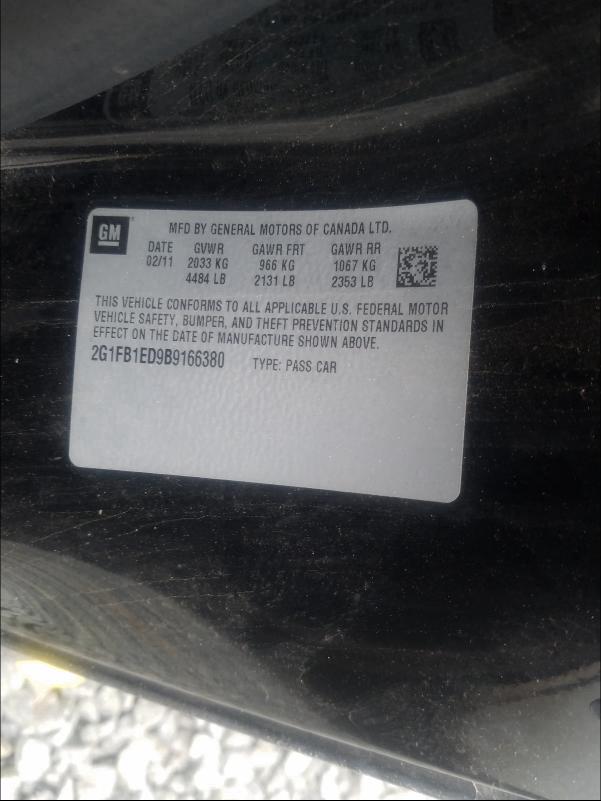 GM
MFD BY GENERAL MOTORS OF CANADA LTD.
DATE GVWR GAWR FRT GAWR RR
02/11 2033 KG 966 KG 1067 KG
4484 LB 2131 LB 2353 LB
THIS VEHICLE CONFORMS TO ALL APPLICABLE U.S. FEDERAL MOTOR
VEHICLE SAFETY, BUMPER, AND THEFT PREVENTION STANDARDS IN
EFFECT ON THE DATE OF MANUFACTURE SHOWN ABOVE.
2G1FB1ED9B9166380 TYPE: PASS CAR